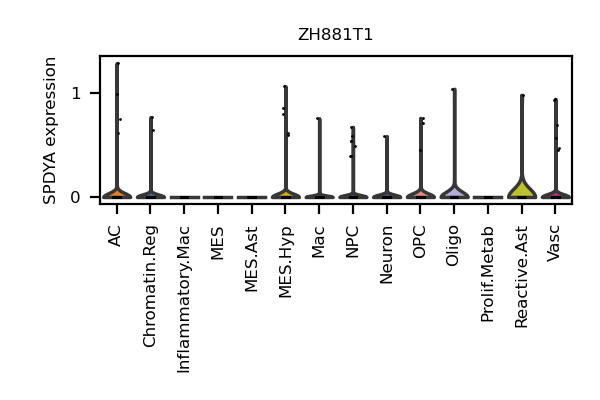 ZH881T1
SPDYA expression
1
0
AC
Chromatin.Reg
Inflammatory.Mac
MES
MES.Ast
MES.Hyp
Mac
NPC
Neuron
OPC
Oligo
Prolif.Metab
Reactive.Ast
Vasc